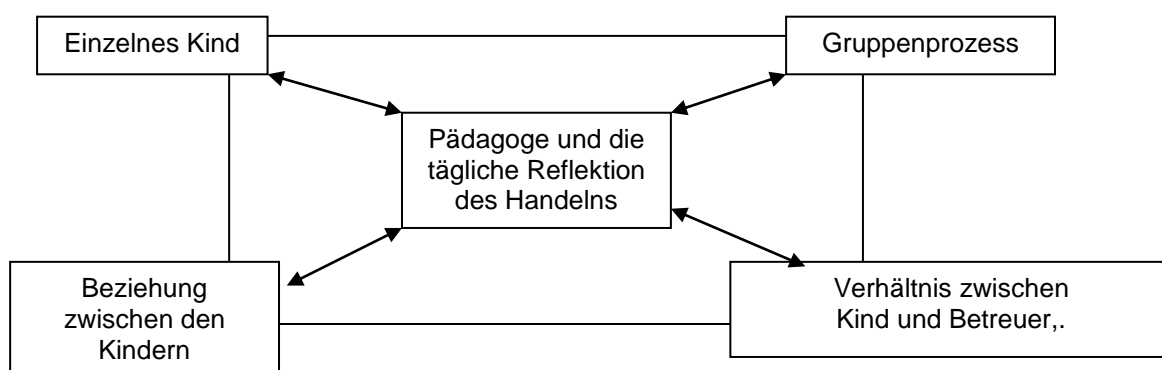 Einzelnes Kind
Gruppenprozess
Pädagoge und die
tägliche Reflektion
des Handelns
Beziehung
zwischen den
Kindern
Verhältnis zwischen
Kind und Betreuer,.